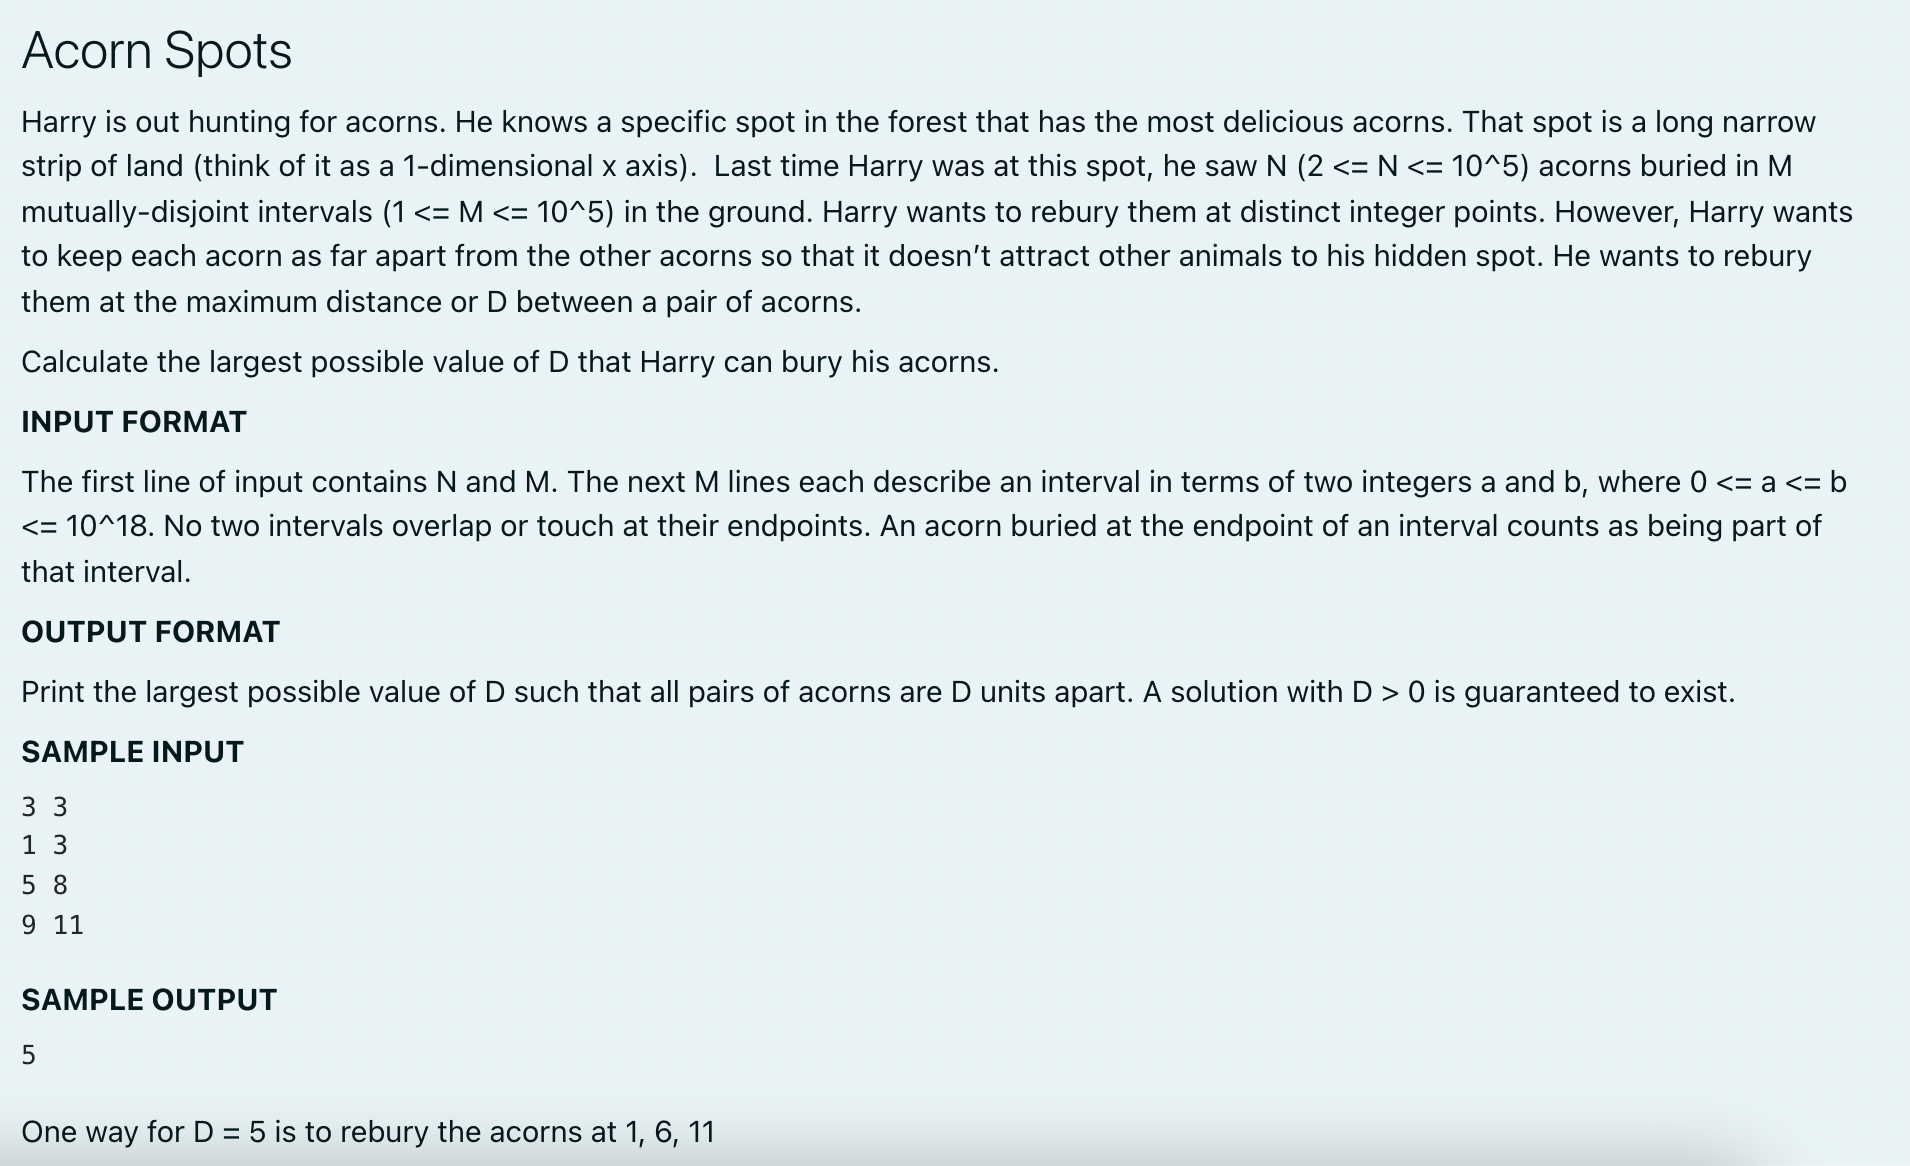 Acorn Spots
Harry is out hunting for acorns. He knows a specific spot in the forest that has the most delicious acorns. That spot is a long narrow
strip of land (think of it as a 1-dimensional x axis).  Last time Harry was at this spot, he saw N (2 <= N <= 10^5) acorns buried in M
mutually-disjoint intervals (1 <= M <= 10^5) in the ground. Harry wants to rebury them at distinct integer points. However, Harry wants
to keep each acorn as far apart from the other acorns so that it doesn’t attract other animals to his hidden spot. He wants to rebury
them at the maximum distance or D between a pair of acorns.
Calculate the largest possible value of D that Harry can bury his acorns.
INPUT FORMAT
The first line of input contains N and M. The next M lines each describe an interval in terms of two integers a and b, where 0 <= a <= b
<= 10^18. No two intervals overlap or touch at their endpoints. An acorn buried at the endpoint of an interval counts as being part of
that interval.
OUTPUT FORMAT
Print the largest possible value of D such that all pairs of acorns are D units apart. A solution with D > 0 is guaranteed to exist.
SAMPLE INPUT
3 3
1 3
5 8
9 11
SAMPLE OUTPUT
5
One way for D = 5 is to rebury the acorns at 1, 6, 11